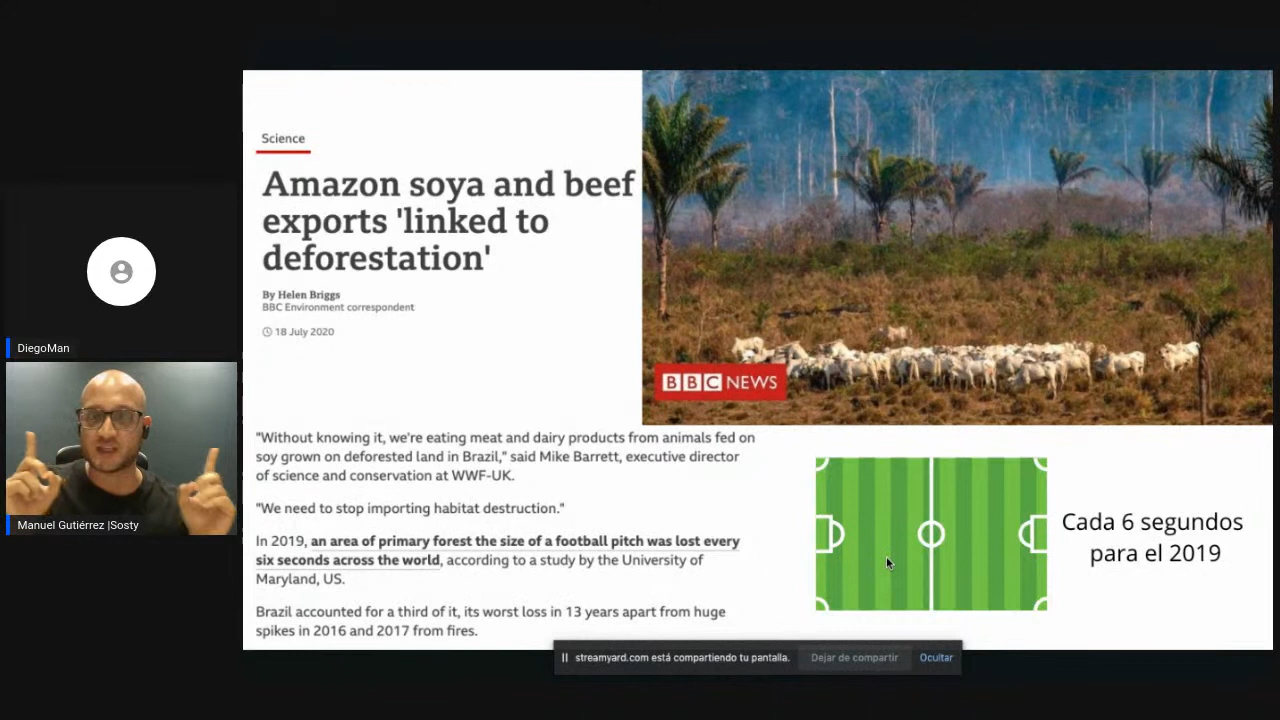 Science
Amazon soya and beef
exports 'linked to
deforestation'
By Helen Briggs
BBC Environment correspondent
18 July 2020
BBC NEWS
DiegoMan
Manuel Gutiérrez |Sosty
"Without knowing it, we're eating meat and dairy products from animals fed on
soy grown on deforested land in Brazil," said Mike Barrett, executive director
of science and conservation at WWF-UK.
"We need to stop importing habitat destruction."
In 2019, an area of primary forest the size of a football pitch was lost every
six seconds across the world, according to a study by the University of
Maryland, US.
Brazil accounted for a third of it, its worst loss in 13 years apart from huge
spikes in 2016 and 2017 from fires.
Cada 6 segundos
para el 2019
streamyard.com está compartiendo tu pantalla. Dejar de compartir Ocultar